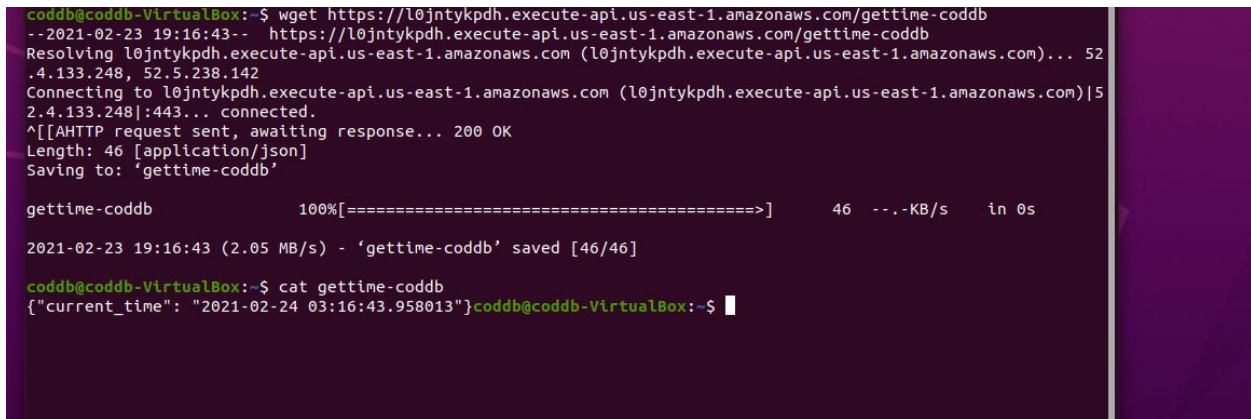 coddb@coddb-VirtualBox:~$ wget https://l0jntykpdh.execute-api.us-east-1.amazonaws.com/gettime-coddb
--2021-02-23 19:16:43--  https://l0jntykpdh.execute-api.us-east-1.amazonaws.com/gettime-coddb
Resolving l0jntykpdh.execute-api.us-east-1.amazonaws.com (l0jntykpdh.execute-api.us-east-1.amazonaws.com)... 52
.4.133.248, 52.5.238.142
Connecting to l0jntykpdh.execute-api.us-east-1.amazonaws.com (l0jntykpdh.execute-api.us-east-1.amazonaws.com)|5
2.4.133.248|:443... connected.
^[[AHTTP request sent, awaiting response... 200 OK
Length: 46 [application/json]
Saving to: ‘gettime-coddb’
gettime-coddb                 100%[==========================================>]      46  --.-KB/s    in 0s
2021-02-23 19:16:43 (2.05 MB/s) - ‘gettime-coddb’ saved [46/46]
coddb@coddb-VirtualBox:~$ cat gettime-coddb
{"current_time": "2021-02-24 03:16:43.958013"}coddb@coddb-VirtualBox:~$